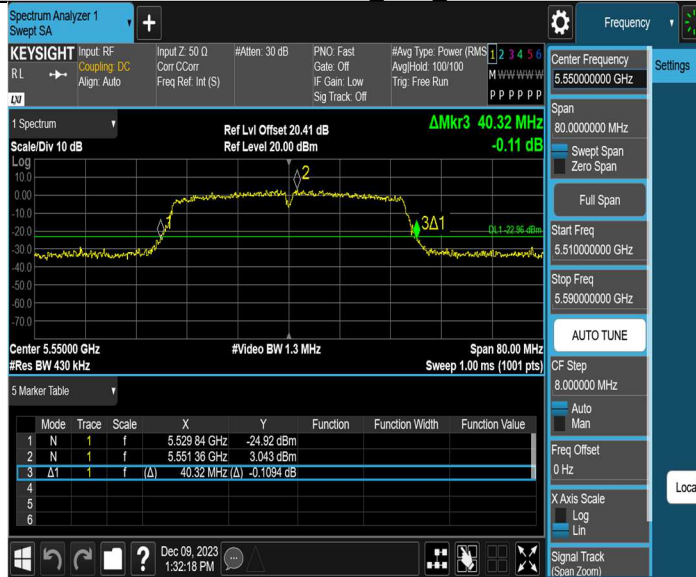 Spectrum Analyzer 1
Swept SA
+
Frequency
KEYSIGHT
RL
LXI
Input: RF
Coupling: DC
Align: Auto
Input Z: 50 Ω
Corr CCorr
Freq Ref: Int (S)
#Atten: 30 dB
PNO: Fast
Gate: Off
IF Gain: Low
Sig Track: Off
#Avg Type: Power (RMS
Avg|Hold: 100/100
Trig: Free Run
1 2 3 4 5 6
M W W W W W
P P P P P P
1 Spectrum
Scale/Div 10 dB
Ref Lvl Offset 20.41 dB
Ref Level 20.00 dBm
ΔMkr3 40.32 MHz
-0.11 dB
Log
10.0
0.00
-10.0
-20.0
-30.0
-40.0
-50.0
-60.0
-70.0
2
1
3Δ1
DL1 -22.96 dBm
Center 5.55000 GHz
#Video BW 1.3 MHz
Span 80.00 MHz
#Res BW 430 kHz
Sweep 1.00 ms (1001 pts)
5 Marker Table
Mode Trace Scale X Y Function Function Width Function Value
1 N 1 f 5.529 84 GHz -24.92 dBm
2 N 1 f 5.551 36 GHz 3.043 dBm
3 Δ1 1 f (Δ) 40.32 MHz (Δ) -0.1094 dB
4
5
6
?
Dec 09, 2023
1:32:18 PM
Center Frequency
5.550000000 GHz
Span
80.0000000 MHz
Swept Span
Zero Span
Full Span
Start Freq
5.510000000 GHz
Stop Freq
5.590000000 GHz
AUTO TUNE
CF Step
8.000000 MHz
Auto
Man
Freq Offset
0 Hz
X Axis Scale
Log
Lin
Signal Track
(Span Zoom)
Settings
Loca